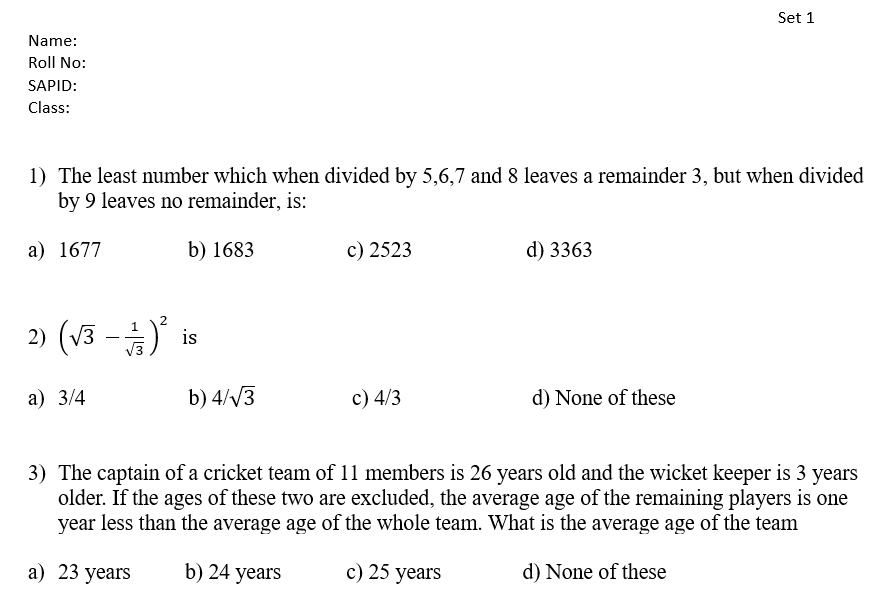 Set 1
Name:
Roll No:
SAPID:
Class:
1) The least number which when divided by 5,6,7 and 8 leaves a remainder 3, but when divided
by 9 leaves no remainder, is:
a) 1677 b) 1683 c) 2523 d) 3363
2) (√3 − 1/√3)² is
a) 3/4 b) 4/√3 c) 4/3 d) None of these
3) The captain of a cricket team of 11 members is 26 years old and the wicket keeper is 3 years
older. If the ages of these two are excluded, the average age of the remaining players is one
year less than the average age of the whole team. What is the average age of the team
a) 23 years b) 24 years c) 25 years d) None of these